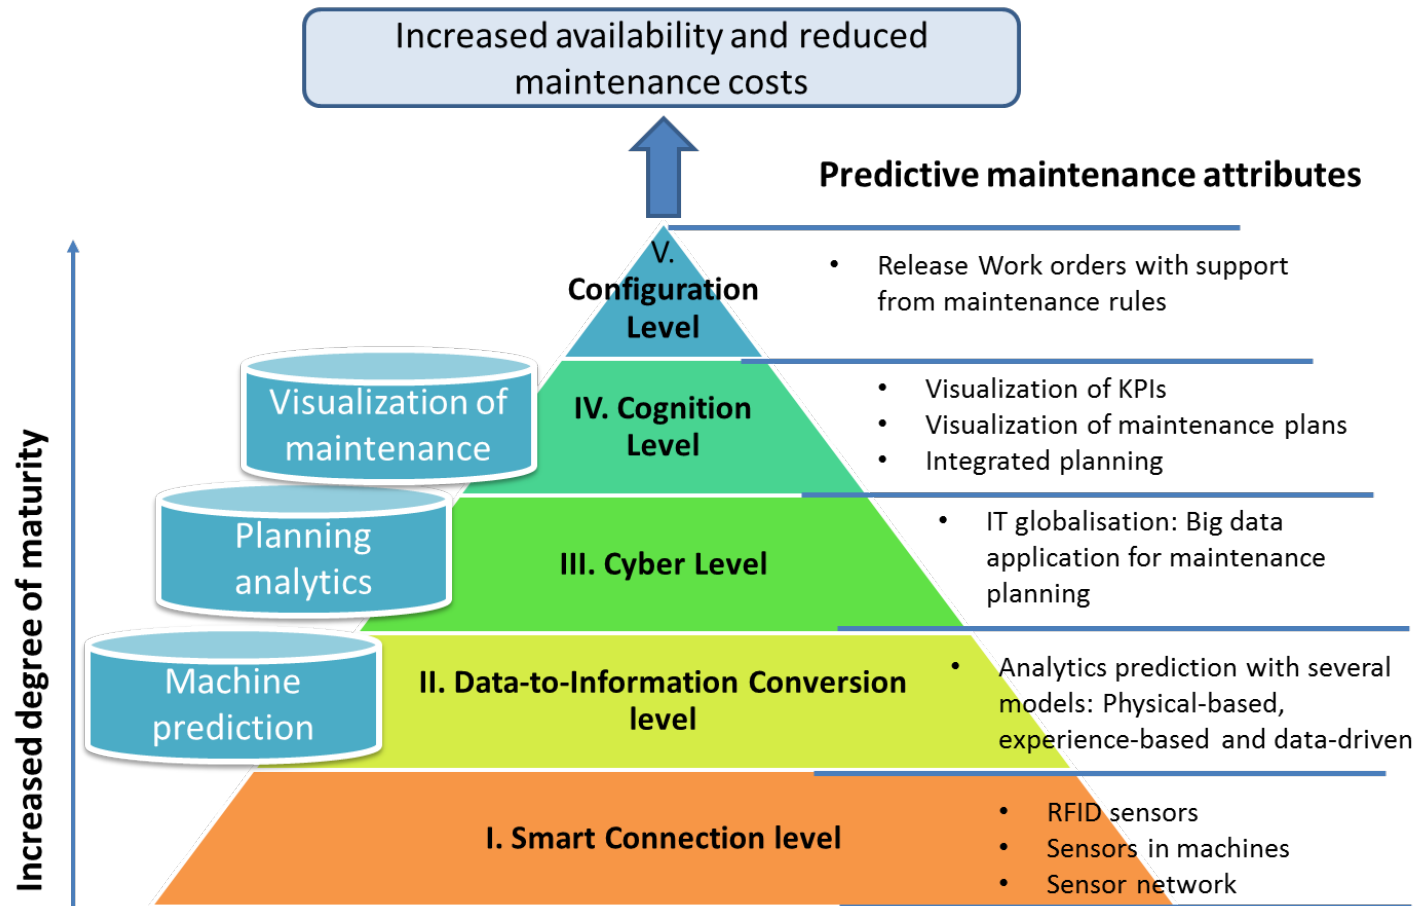 Increased availability and reduced
maintenance costs
Predictive maintenance attributes
Increased degree of maturity
V.
Configuration
Level
• Release Work orders with support
from maintenance rules
Visualization of
maintenance
IV. Cognition
Level
• Visualization of KPIs
• Visualization of maintenance plans
• Integrated planning
Planning
analytics
III. Cyber Level
• IT globalisation: Big data
application for maintenance
planning
Machine
prediction
II. Data-to-Information Conversion
level
• Analytics prediction with several
models: Physical-based,
experience-based and data-driven
I. Smart Connection level
• RFID sensors
• Sensors in machines
• Sensor network